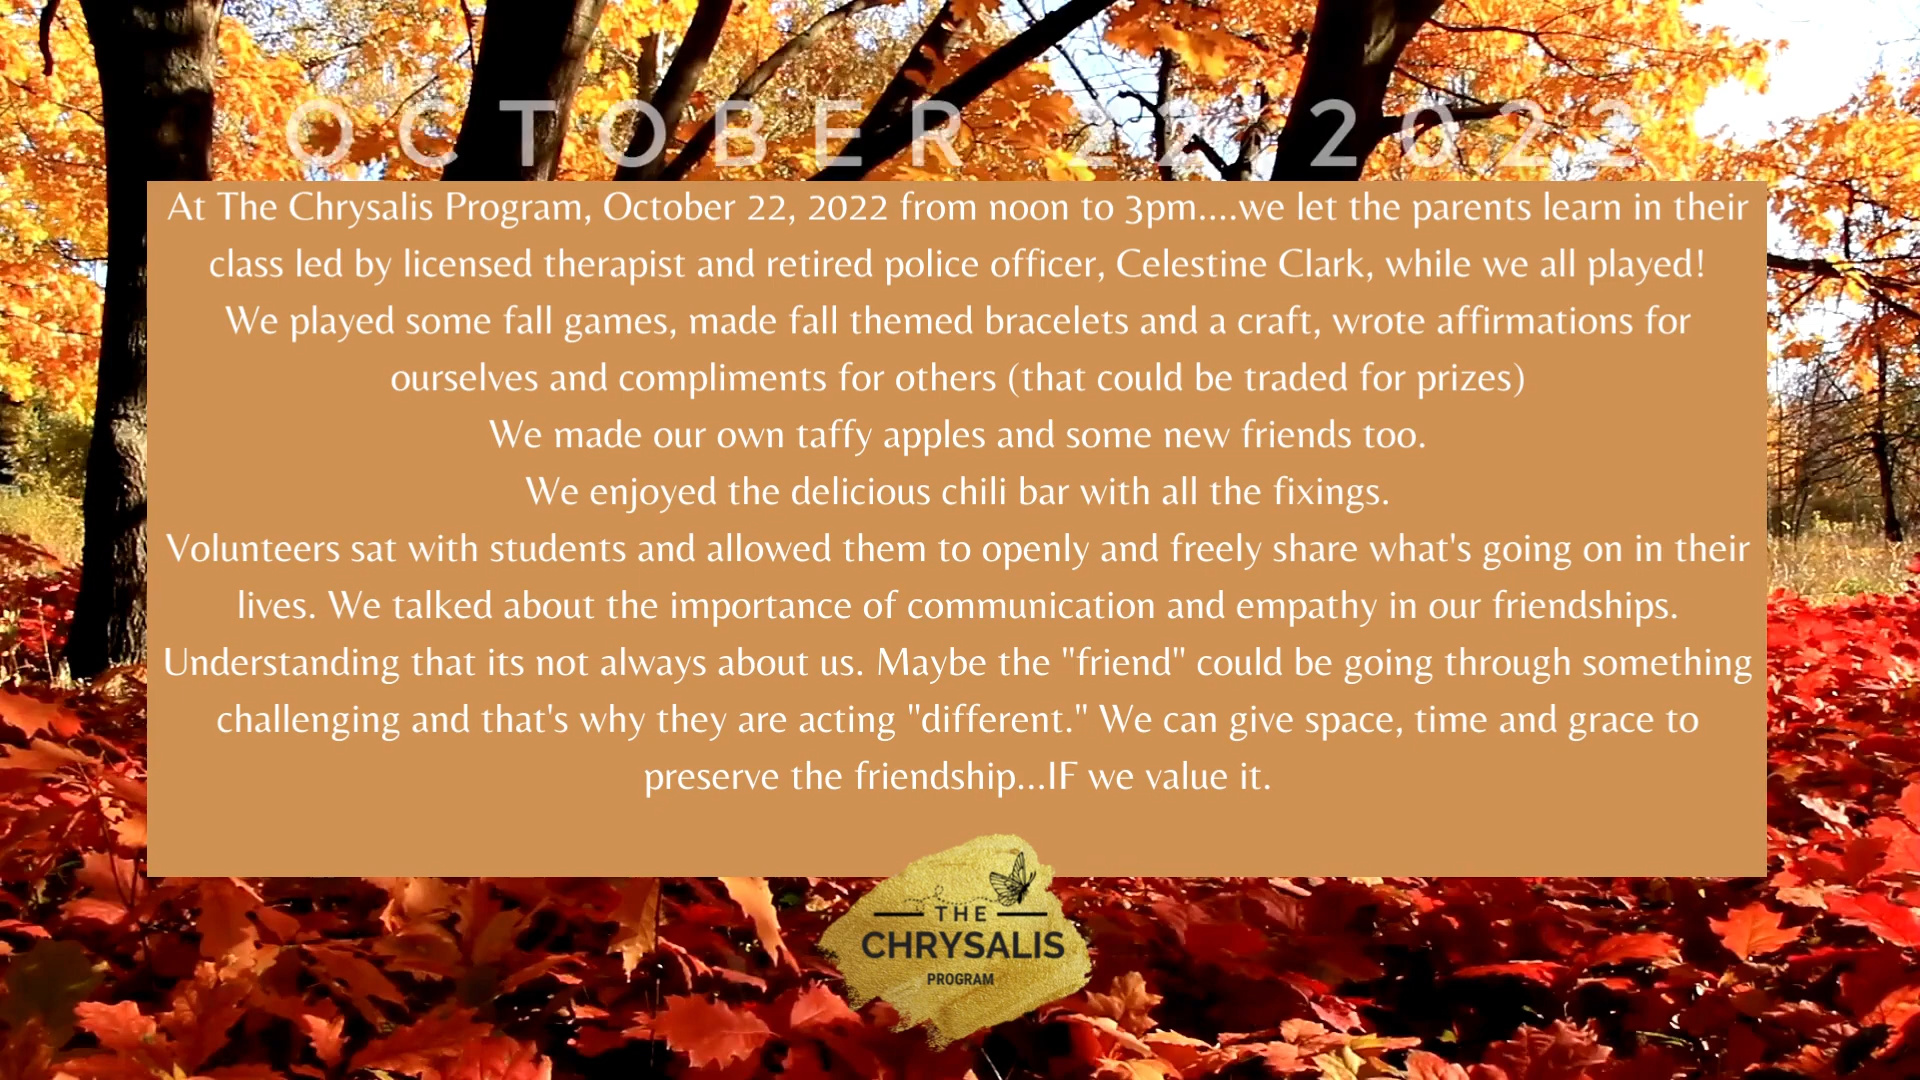 OCTOBER 22, 2022
At The Chrysalis Program, October 22, 2022 from noon to 3pm....we let the parents learn in their
class led by licensed therapist and retired police officer, Celestine Clark, while we all played!
We played some fall games, made fall themed bracelets and a craft, wrote affirmations for
ourselves and compliments for others (that could be traded for prizes)
We made our own taffy apples and some new friends too.
We enjoyed the delicious chili bar with all the fixings.
Volunteers sat with students and allowed them to openly and freely share what's going on in their
lives. We talked about the importance of communication and empathy in our friendships.
Understanding that its not always about us. Maybe the "friend" could be going through something
challenging and that's why they are acting "different." We can give space, time and grace to
preserve the friendship...IF we value it.
THE
CHRYSALIS
PROGRAM